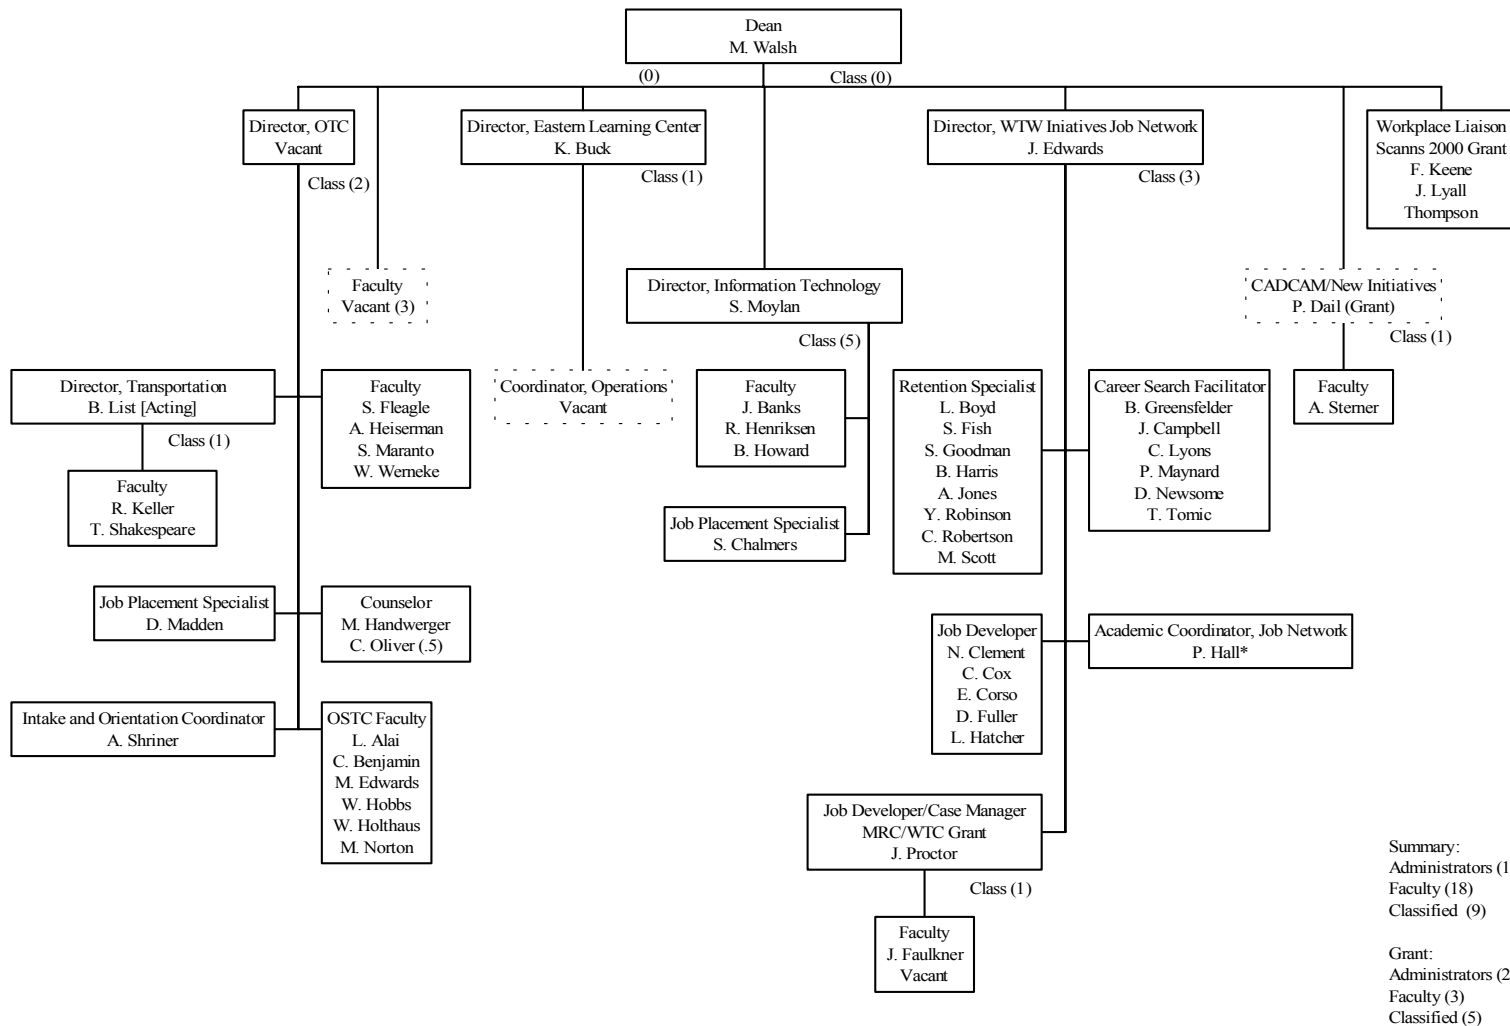 Dean
M. Walsh
(0)
Class (0)
Director, OTC
Vacant
Class (2)
Director, Eastern Learning Center
K. Buck
Class (1)
Director, WTW Iniatives Job Network
J. Edwards
Class (3)
Workplace Liaison
Scanns 2000 Grant
F. Keene
J. Lyall
Thompson
Faculty
Vacant (3)
Director, Information Technology
S. Moylan
Class (5)
CADCAM/New Initiatives
P. Dail (Grant)
Class (1)
Director, Transportation
B. List [Acting]
Class (1)
Faculty
S. Fleagle
A. Heiserman
S. Maranto
W. Werneke
Coordinator, Operations
Vacant
Faculty
J. Banks
R. Henriksen
B. Howard
Retention Specialist
L. Boyd
S. Fish
S. Goodman
B. Harris
A. Jones
Y. Robinson
C. Robertson
M. Scott
Career Search Facilitator
B. Greensfelder
J. Campbell
C. Lyons
P. Maynard
D. Newsome
T. Tomic
Faculty
A. Sterner
Faculty
R. Keller
T. Shakespeare
Job Placement Specialist
S. Chalmers
Job Placement Specialist
D. Madden
Counselor
M. Handwerger
C. Oliver (.5)
Job Developer
N. Clement
C. Cox
E. Corso
D. Fuller
L. Hatcher
Academic Coordinator, Job Network
P. Hall*
Intake and Orientation Coordinator
A. Shriner
OSTC Faculty
L. Alai
C. Benjamin
M. Edwards
W. Hobbs
W. Holthaus
M. Norton
Job Developer/Case Manager
MRC/WTC Grant
J. Proctor
Class (1)
Faculty
J. Faulkner
Vacant
Summary:
Administrators (1
Faculty (18)
Classified (9)
Grant:
Administrators (2
Faculty (3)
Classified (5)